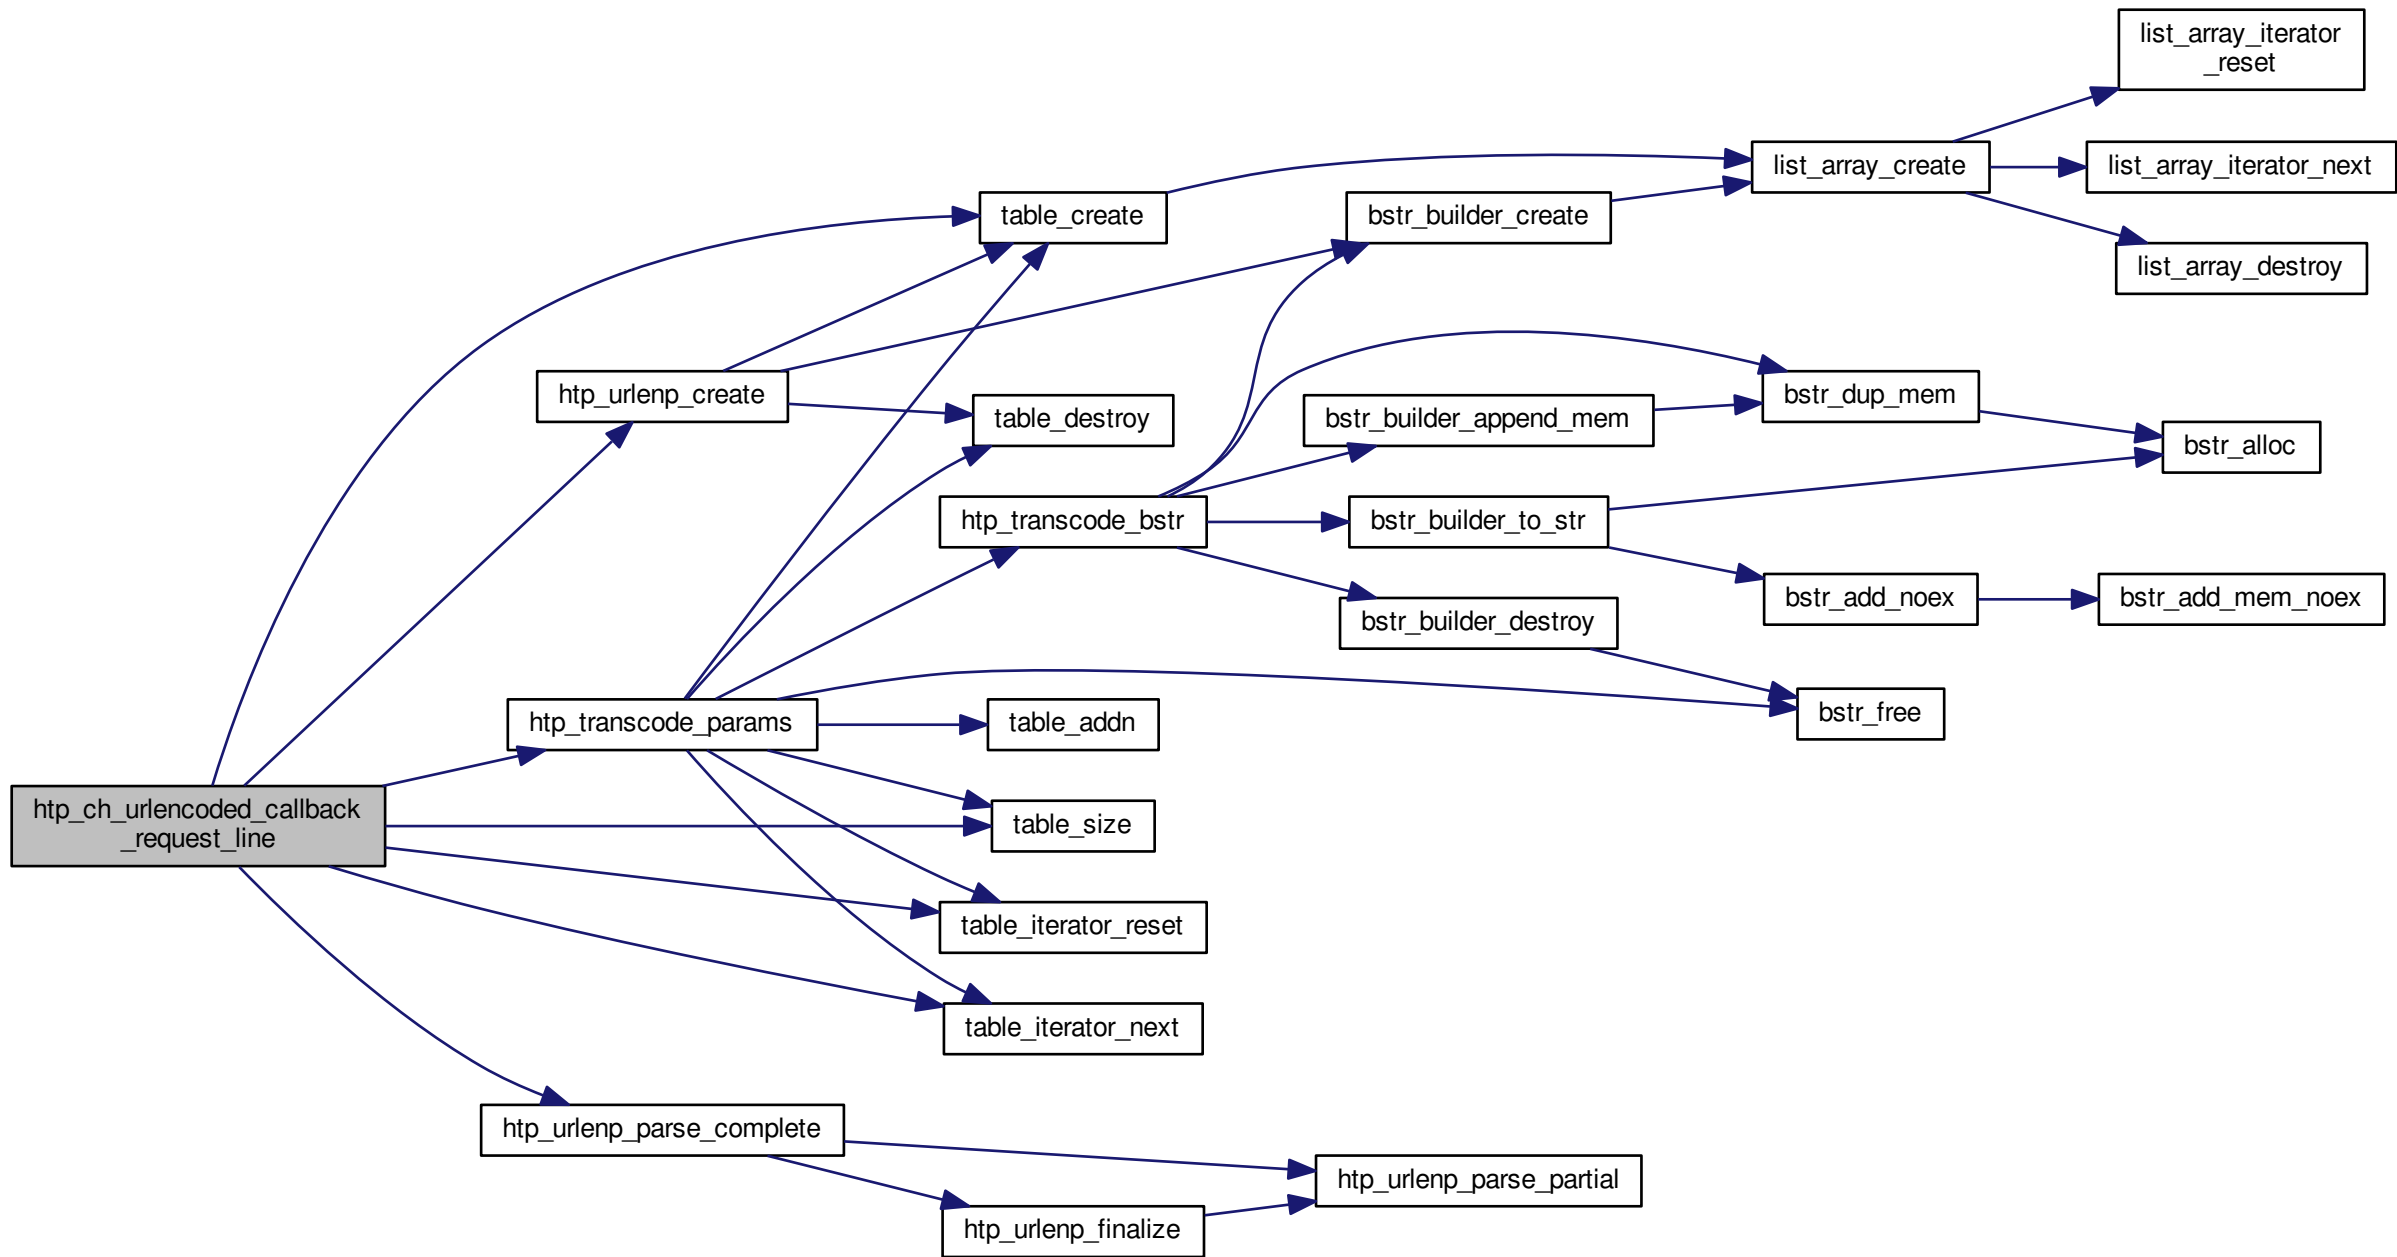 list_array_iterator
_reset
list_array_create
list_array_iterator_next
table_create
bstr_builder_create
list_array_destroy
htp_urlenp_create
bstr_dup_mem
table_destroy
bstr_builder_append_mem
bstr_alloc
htp_transcode_bstr
bstr_builder_to_str
bstr_add_noex
bstr_add_mem_noex
bstr_builder_destroy
htp_transcode_params
table_addn
bstr_free
htp_ch_urlencoded_callback
_request_line
table_size
table_iterator_reset
table_iterator_next
htp_urlenp_parse_complete
htp_urlenp_parse_partial
htp_urlenp_finalize